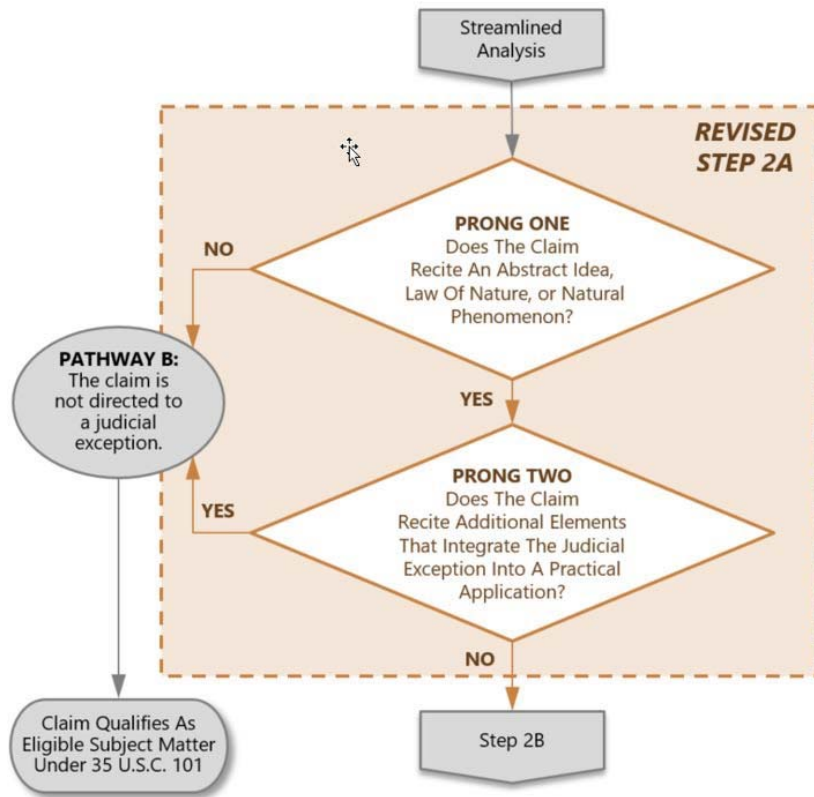 Streamlined
Analysis
REVISED
STEP 2A
PRONG ONE
Does The Claim
Recite An Abstract Idea,
Law Of Nature, or Natural
Phenomenon?
NO
YES
PATHWAY B:
The claim is
not directed to
a judicial
exception.
PRONG TWO
Does The Claim
Recite Additional Elements
That Integrate The Judicial
Exception Into A Practical
Application?
YES
NO
Claim Qualifies As
Eligible Subject Matter
Under 35 U.S.C. 101
Step 2B